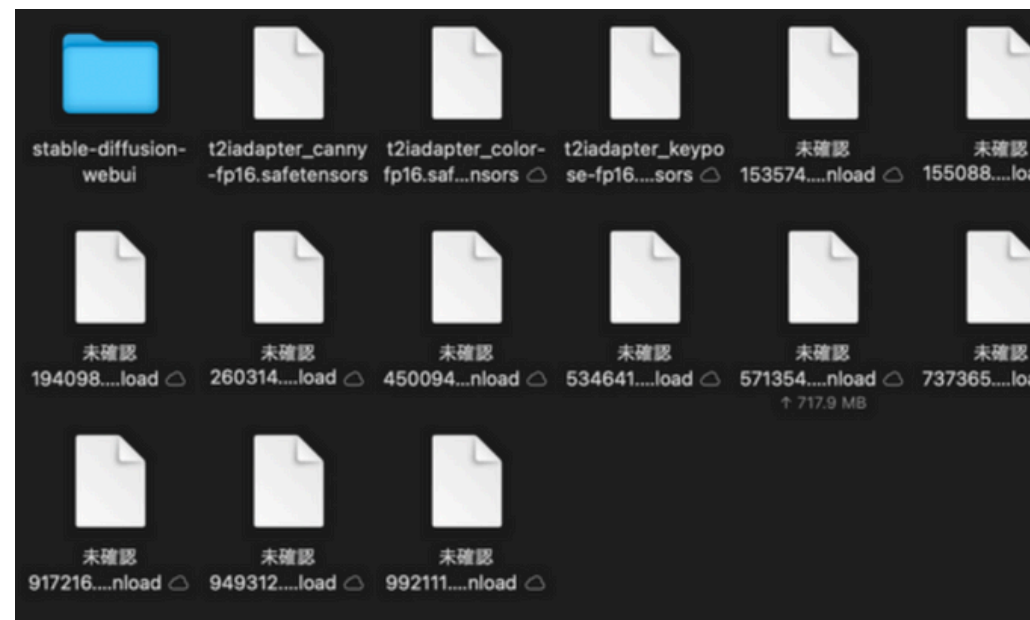 stable-diffusion-
webui
t2iadapter_canny
-fp16.safetensors
t2iadapter_color-
fp16.saf...nsors
t2iadapter_keypo
se-fp16....sors
未確認
153574....nload
未確認
155088....loa
未確認
194098....load
未確認
260314....load
未確認
450094...nload
未確認
534641....load
未確認
571354....nload
↑ 717.9 MB
未確認
737365....loa
未確認
917216....nload
未確認
949312....load
未確認
992111....nload